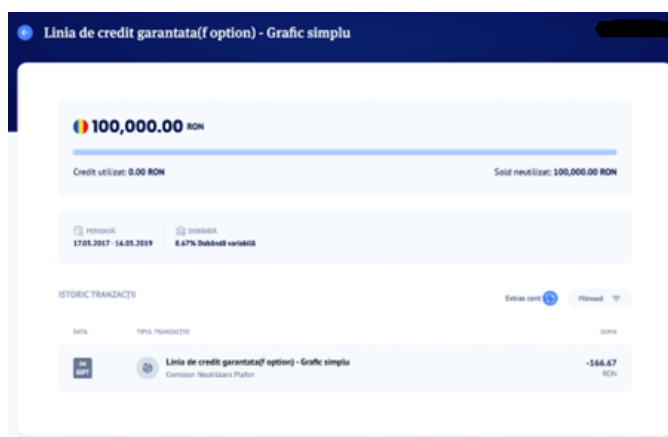 Linia de credit garantata(f option) - Grafic simplu
100,000.00 RON
Credit utilizat: 0.00 RON
Sold neutilizat: 100,000.00 RON
PERIOADĂ
DOBÂNDĂ
17.05.2017 - 16.05.2019
8.67% Dobândă variabilă
ISTORIC TRANZACȚII
Extras cont
Filtrează
DATA
TIPUL TRANZACȚIEI
SUMA
SEPT
Linia de credit garantata(f option) - Grafic simplu
-166.67
Comision Neutilizare Plafon
RON